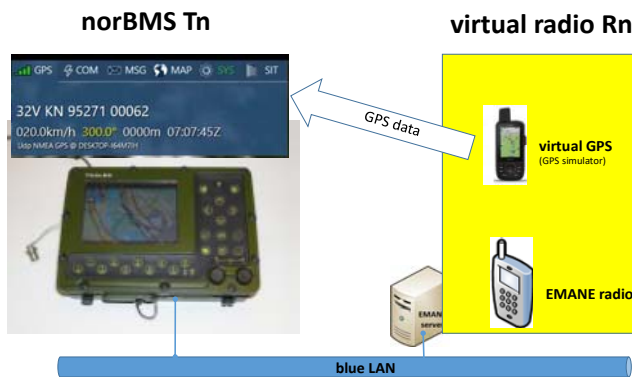 norBMS Tn
virtual radio Rn
GPS COM MSG MAP SYS SIT
32V KN 95271 00062
020.0km/h 300.0° 0000m 07:07:45Z
Udp NMEA GPS @ DESKTOP-I64M7IH
GPS data
virtual GPS
(GPS simulator)
EMANE radio
EMANE
server
blue LAN